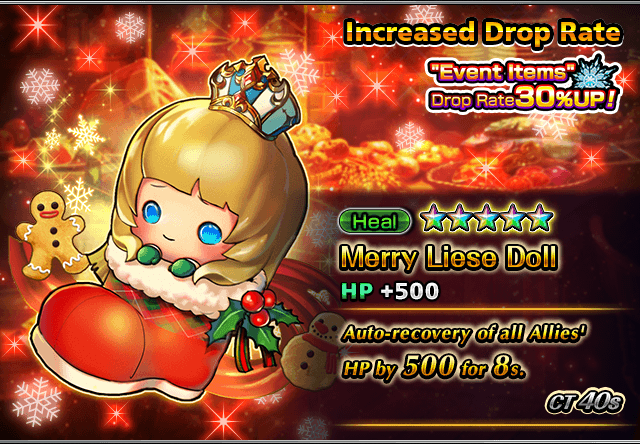 Increased Drop Rate
"Event Items"
Drop Rate 30%UP!
Heal
Merry Liese Doll
HP +500
Auto-recovery of all Allies'
HP by 500 for 8s.
CT 40s